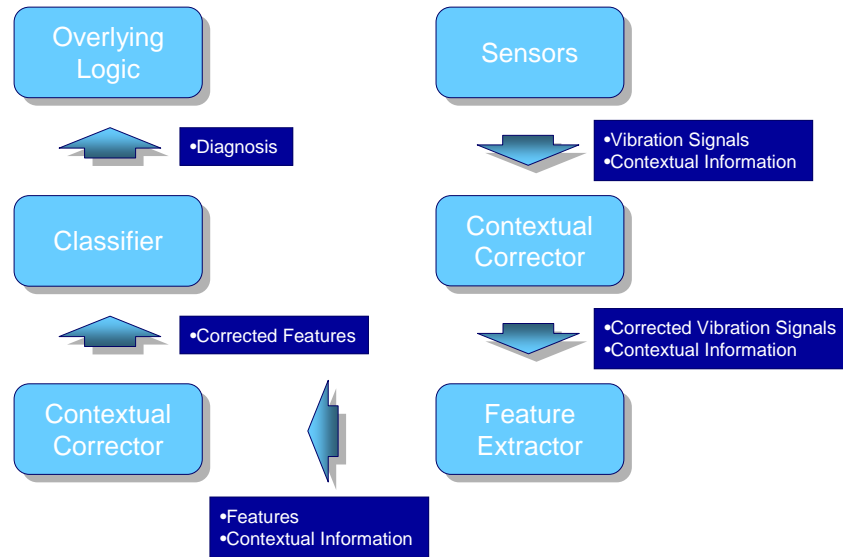 Overlying
Logic
•Diagnosis
Classifier
•Corrected Features
Contextual
Corrector
•Features
•Contextual Information
Sensors
•Vibration Signals
•Contextual Information
Contextual
Corrector
•Corrected Vibration Signals
•Contextual Information
Feature
Extractor